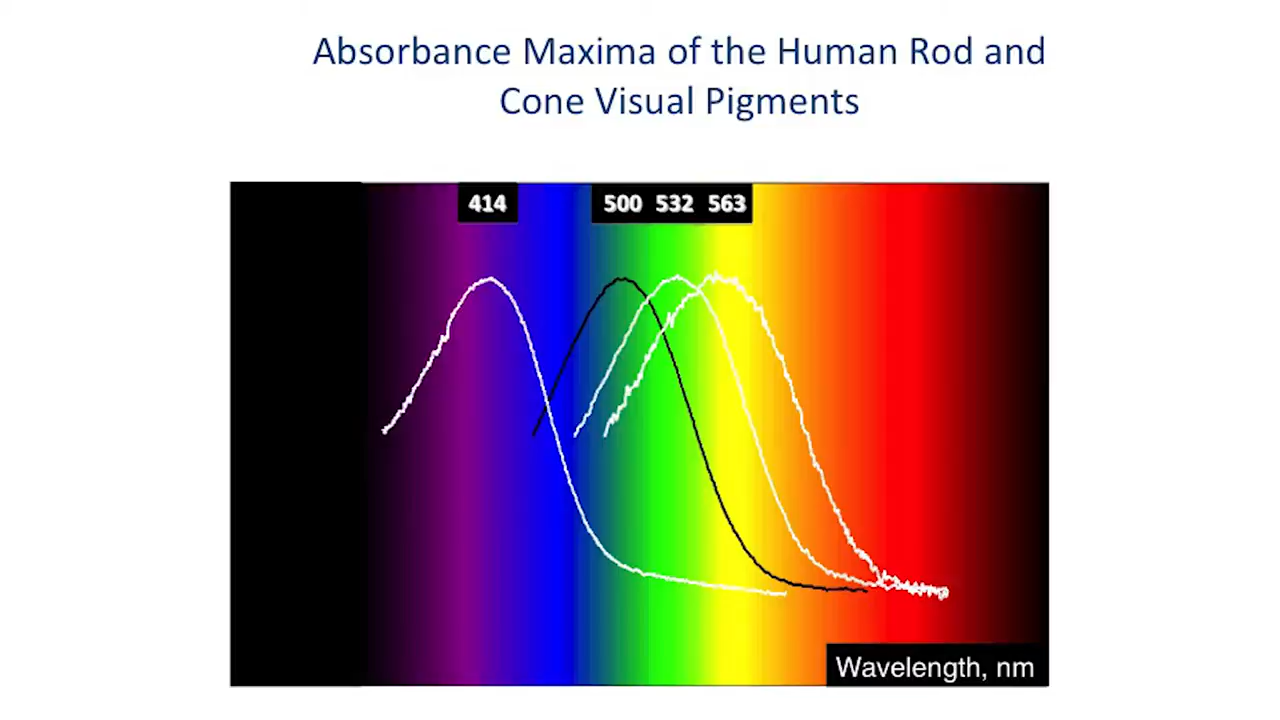 Absorbance Maxima of the Human Rod and
Cone Visual Pigments
414 500 532 563
Wavelength, nm